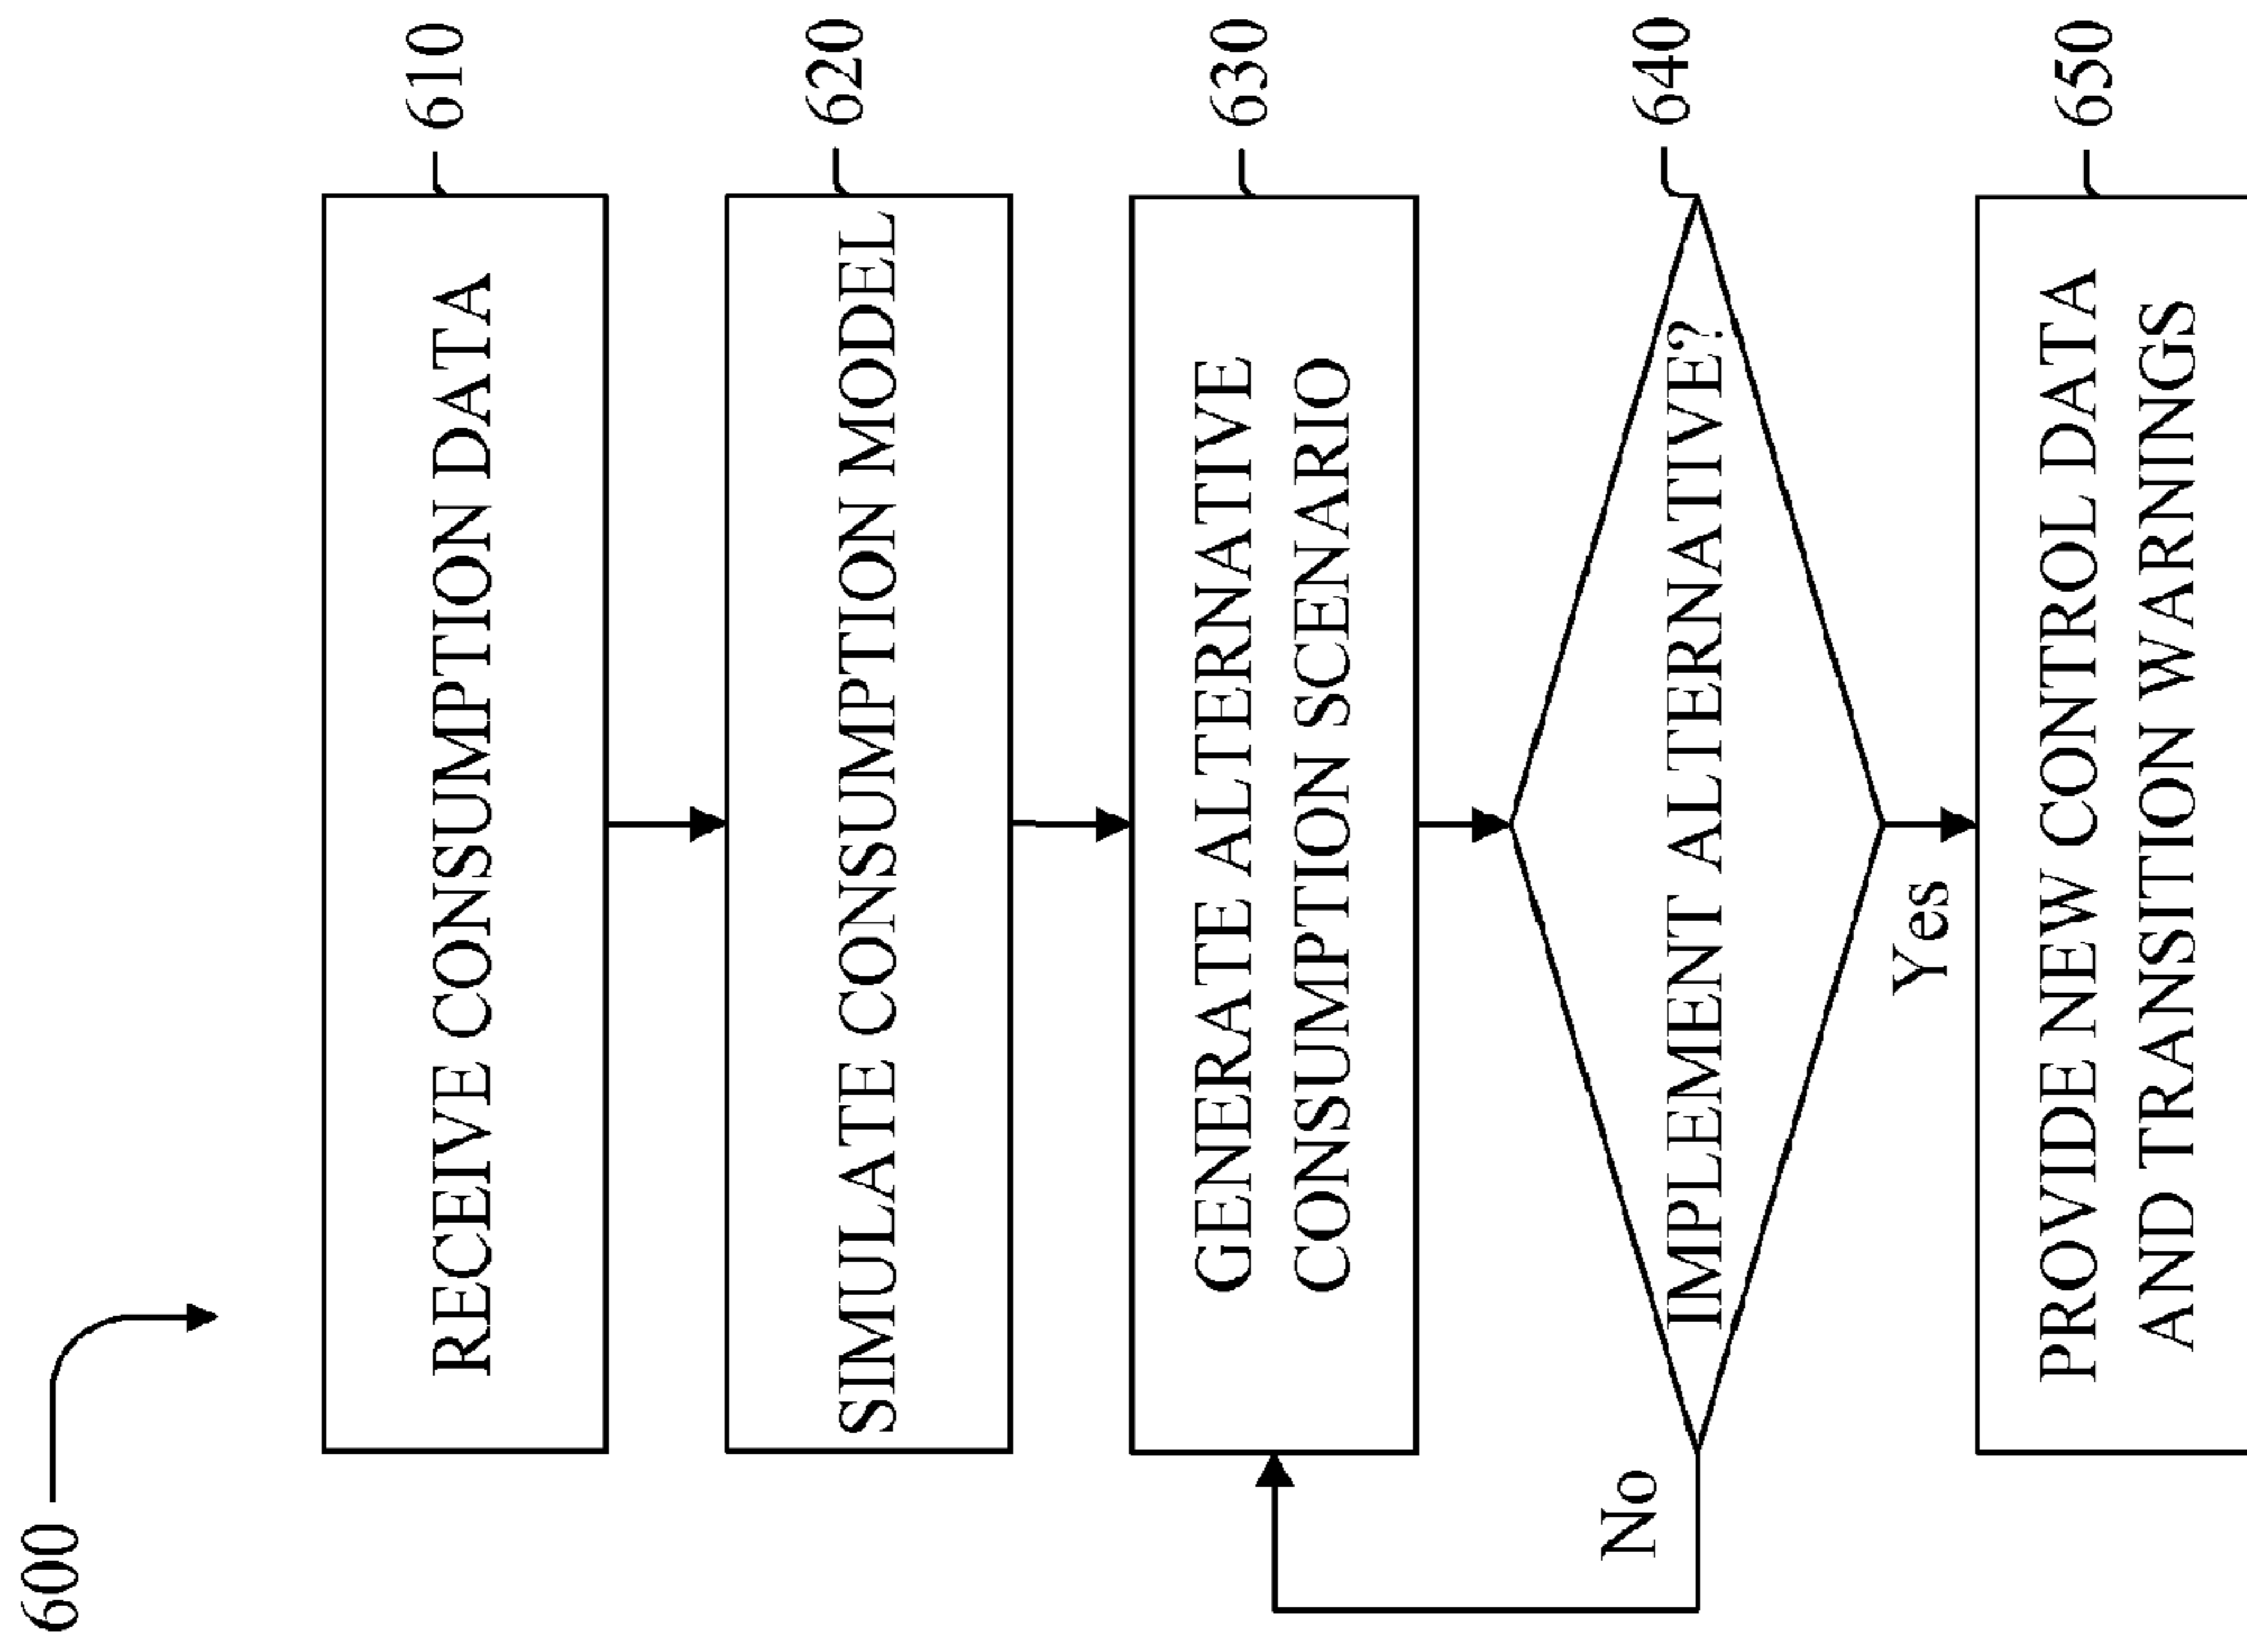 600
RECEIVE CONSUMPTION DATA
610
SIMULATE CONSUMPTION MODEL
620
GENERATE ALTERNATIVE
CONSUMPTION SCENARIO
630
IMPLEMENT ALTERNATIVE?
640
No
Yes
PROVIDE NEW CONTROL DATA
AND TRANSITION WARNINGS
650